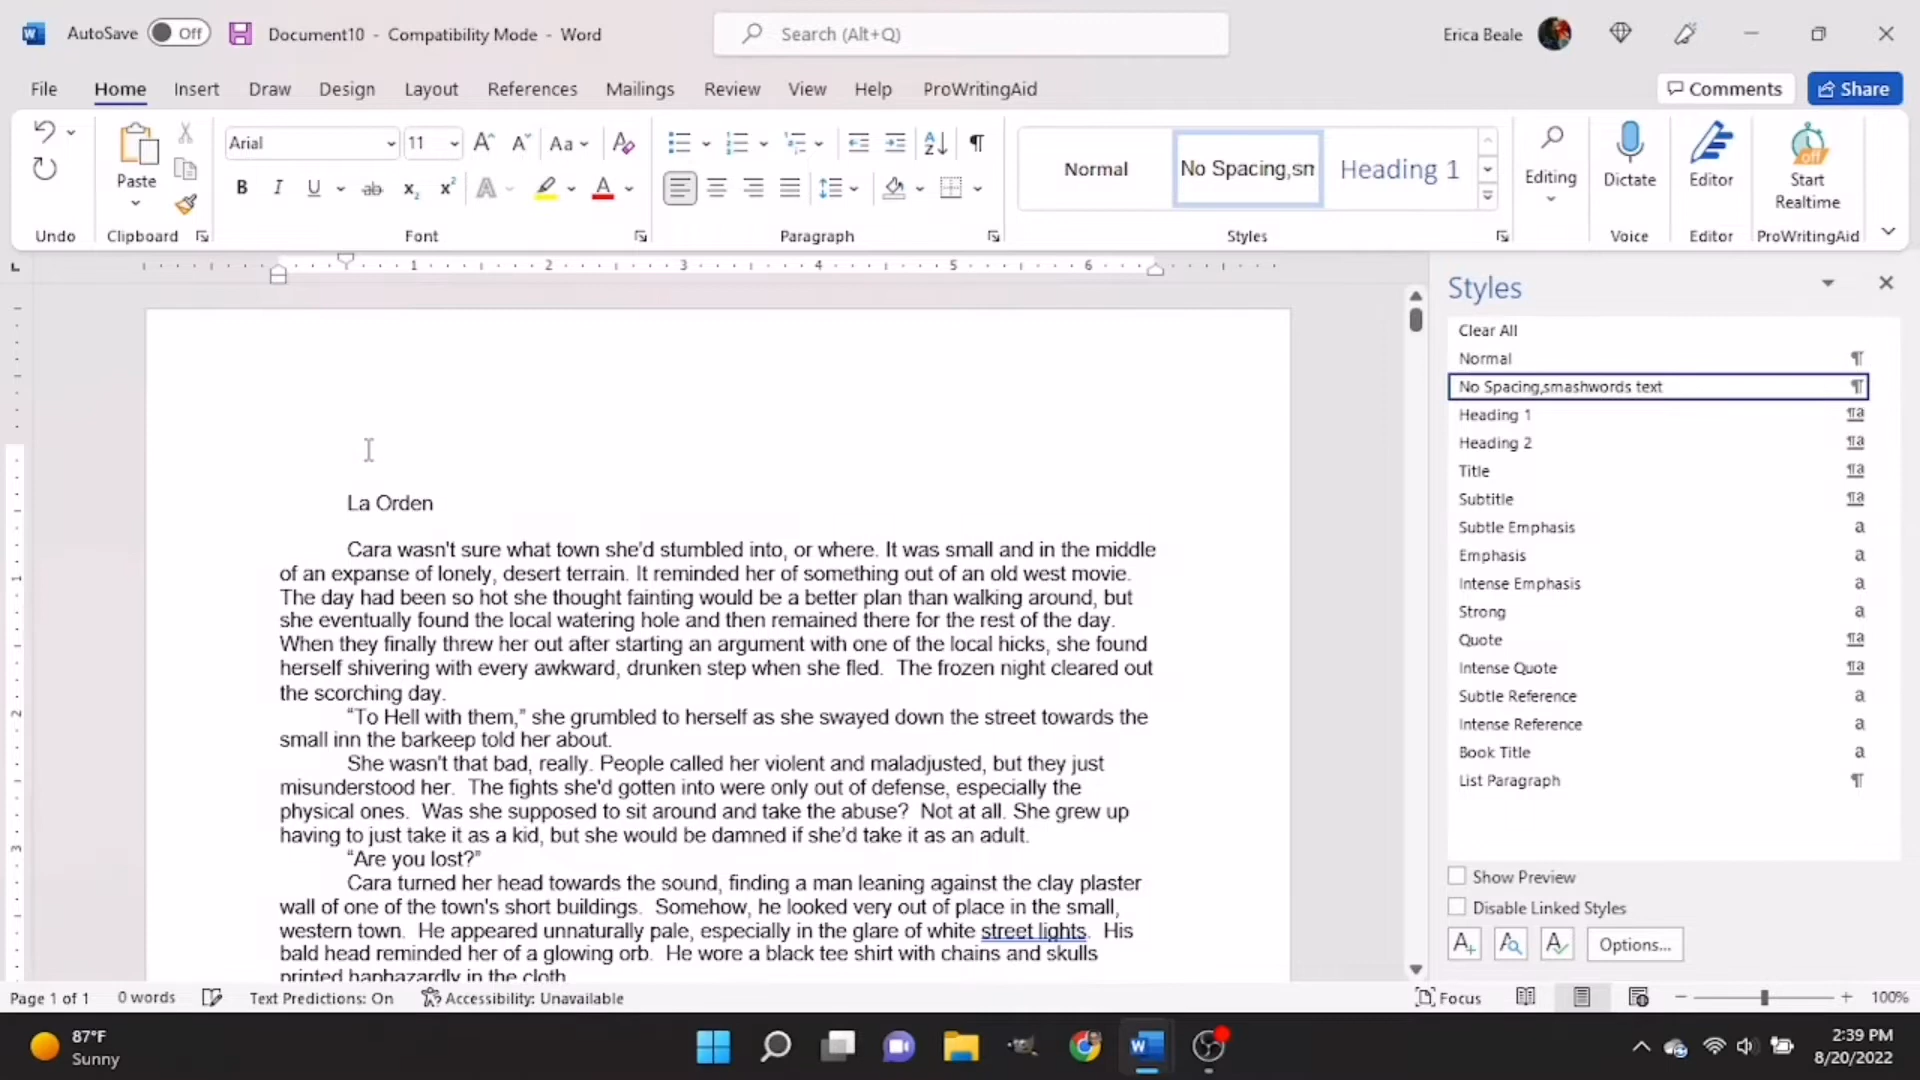 AutoSave Off Document10 - Compatibility Mode - Word Search (Alt+Q) Erica Beale
File Home Insert Draw Design Layout References Mailings Review View Help ProWritingAid Comments Share
Arial 11 Aa
Paste
Normal No Spacing,sm Heading 1
Editing Dictate Editor Start Realtime
Undo Clipboard Font Paragraph Styles Voice Editor ProWritingAid
1 2 3 4 5 6
Styles
Clear All
Normal
No Spacing,smashwords text
Heading 1
Heading 2
Title
Subtitle
Subtle Emphasis
Emphasis
Intense Emphasis
Strong
Quote
Intense Quote
Subtle Reference
Intense Reference
Book Title
List Paragraph
Show Preview
Disable Linked Styles
Options...
La Orden
Cara wasn't sure what town she'd stumbled into, or where. It was small and in the middle
of an expanse of lonely, desert terrain. It reminded her of something out of an old west movie.
The day had been so hot she thought fainting would be a better plan than walking around, but
she eventually found the local watering hole and then remained there for the rest of the day.
When they finally threw her out after starting an argument with one of the local hicks, she found
herself shivering with every awkward, drunken step when she fled.  The frozen night cleared out
the scorching day.
“To Hell with them,” she grumbled to herself as she swayed down the street towards the
small inn the barkeep told her about.
She wasn't that bad, really. People called her violent and maladjusted, but they just
misunderstood her.  The fights she'd gotten into were only out of defense, especially the
physical ones.  Was she supposed to sit around and take the abuse?  Not at all. She grew up
having to just take it as a kid, but she would be damned if she’d take it as an adult.
“Are you lost?”
Cara turned her head towards the sound, finding a man leaning against the clay plaster
wall of one of the town's short buildings.  Somehow, he looked very out of place in the small,
western town.  He appeared unnaturally pale, especially in the glare of white street lights.  His
bald head reminded her of a glowing orb.  He wore a black tee shirt with chains and skulls
printed haphazardly in the cloth.
Page 1 of 1 0 words Text Predictions: On Accessibility: Unavailable Focus 100%
87°F
Sunny
2:39 PM
8/20/2022